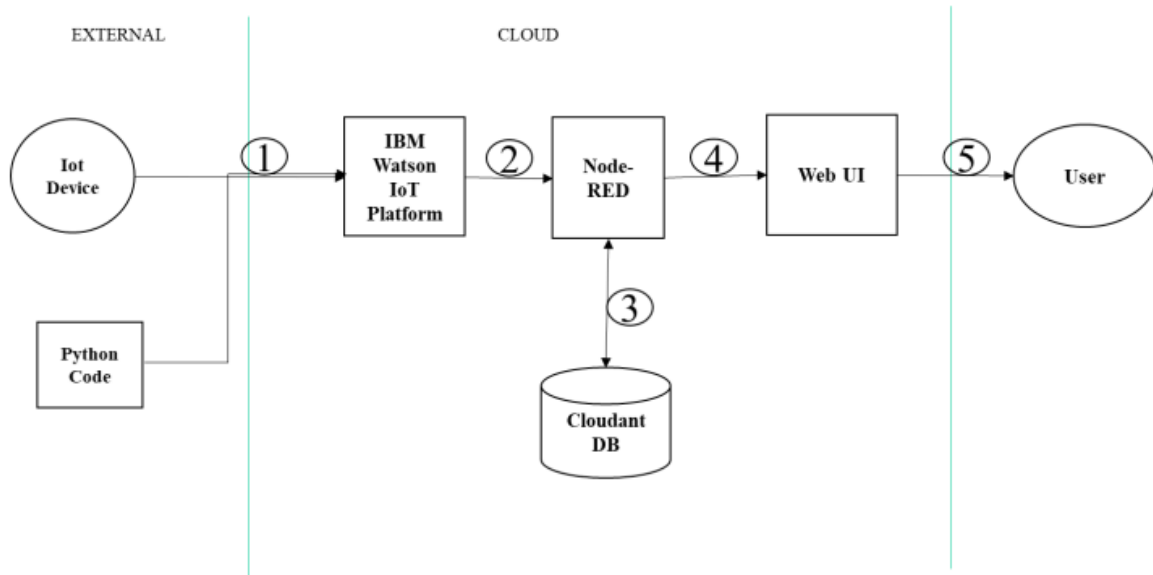 EXTERNAL
CLOUD
Iot
Device
1
IBM
Watson
IoT
Platform
2
Node-
RED
4
Web UI
5
User
3
Python
Code
Cloudant
DB